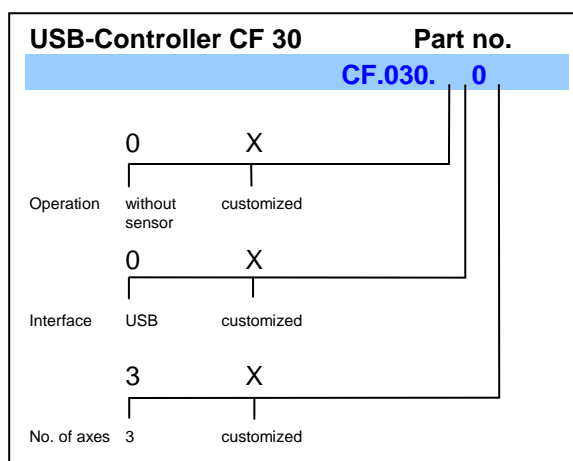 USB-Controller CF 30 Part no.
CF.030. 0
0 X
Operation without customized
sensor
0 X
Interface USB customized
3 X
No. of axes 3 customized